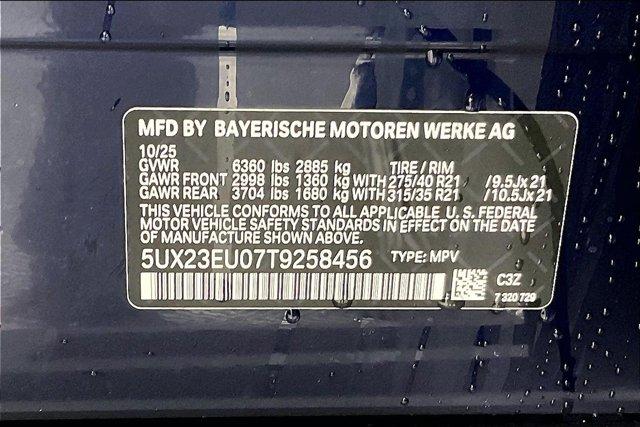 MFD BY BAYERISCHE MOTOREN WERKE AG
10/25
GVWR 6360 lbs 2885 kg TIRE / RIM
GAWR FRONT 2998 lbs 1360 kg WITH 275/40 R21 /9.5Jx21
GAWR REAR 3704 lbs 1680 kg WITH 315/35 R21 /10.5Jx21
THIS VEHICLE CONFORMS TO ALL APPLICABLE U. S. FEDERAL
MOTOR VEHICLE SAFETY STANDARDS IN EFFECT ON THE
DATE OF MANUFACTURE SHOWN ABOVE.
5UX23EU07T9258456 TYPE: MPV
C3Z
7 320 729